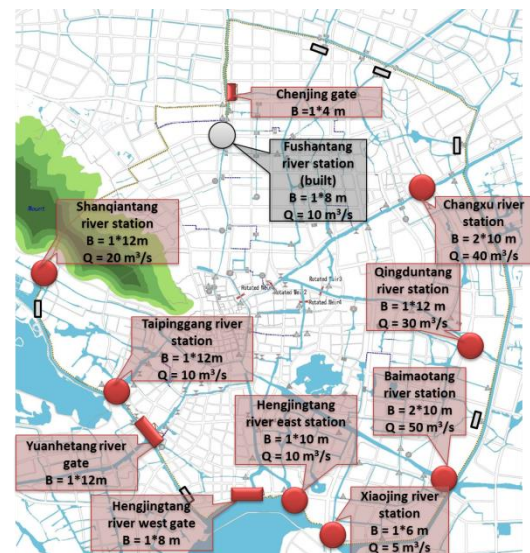 Chenjing gate
B =1*4 m
Fushantang
river station
(built)
B = 1*8 m
Q = 10 m³/s
Shanqiantang
river station
B = 1*12m
Q = 20 m³/s
Changxu river
station
B = 2*10 m
Q = 40 m³/s
Qingduntang
river station
B = 1*12 m
Q = 30 m³/s
Taipinggang river
station
B = 1*12m
Q = 10 m³/s
Baimaotang
river station
B = 2*10 m
Q = 50 m³/s
Hengjingtang
river east station
B = 1*10 m
Q = 10 m³/s
Yuanhetang river
gate
B = 1*12m
Hengjingtang
river west gate
B = 1*8 m
Xiaojing river
station
B = 1*6 m
Q = 5 m³/s